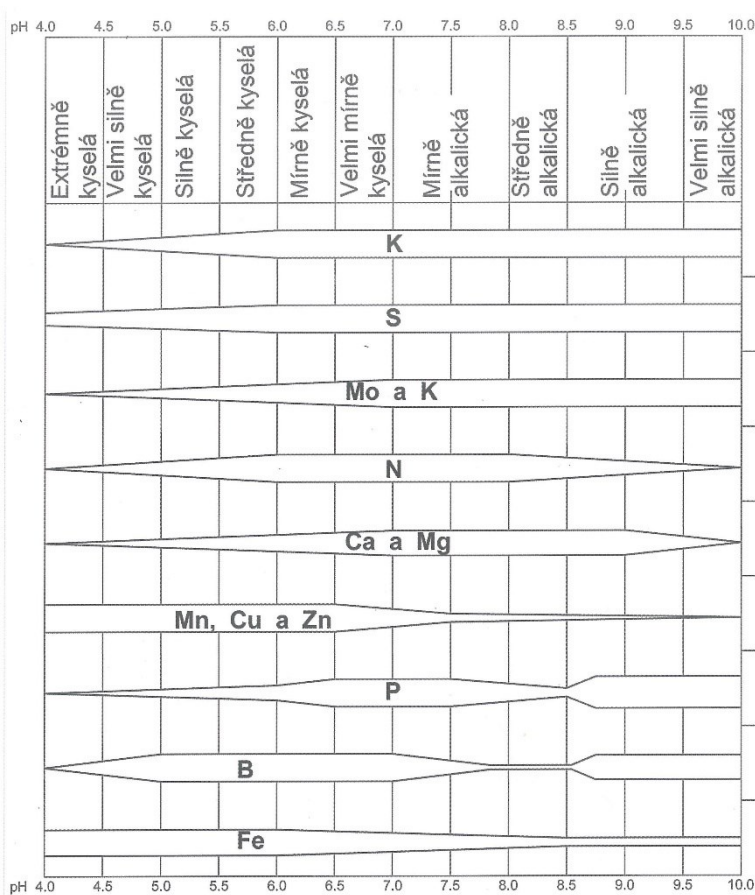 pH 4.0 4.5 5.0 5.5 6.0 6.5 7.0 7.5 8.0 8.5 9.0 9.5 10.0
Extrémně
kyselá
Velmi silně
kyselá
Silně kyselá
Středně kyselá
Mírně kyselá
Velmi mírně
kyselá
Mírně
alkalická
Středně
alkalická
Silně
alkalická
Velmi silně
alkalická
K
S
Mo a K
N
Ca a Mg
Mn, Cu a Zn
P
B
Fe
pH 4.0 4.5 5.0 5.5 6.0 6.5 7.0 7.5 8.0 8.5 9.0 9.5 10.0